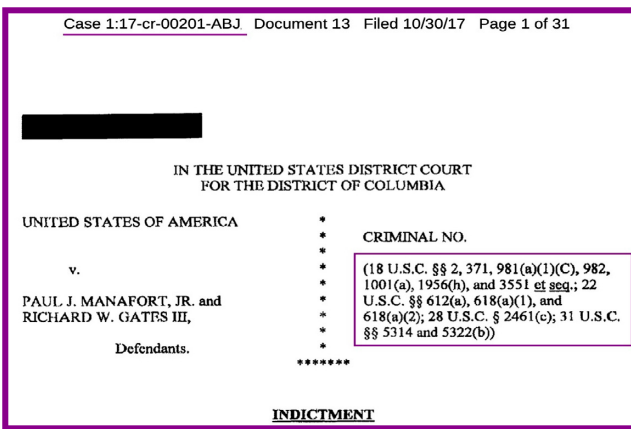 Case 1:17-cr-00201-ABJ Document 13 Filed 10/30/17 Page 1 of 31
IN THE UNITED STATES DISTRICT COURT
FOR THE DISTRICT OF COLUMBIA
UNITED STATES OF AMERICA
v.
PAUL J. MANAFORT, JR. and
RICHARD W. GATES III,
Defendants.
*
*
*
*
*
*
*
*
*
*
*******
CRIMINAL NO.
(18 U.S.C. §§ 2, 371, 981(a)(1)(C), 982,
1001(a), 1956(h), and 3551 et seq.; 22
U.S.C. §§ 612(a), 618(a)(1), and
618(a)(2); 28 U.S.C. § 2461(c); 31 U.S.C.
§§ 5314 and 5322(b))
INDICTMENT